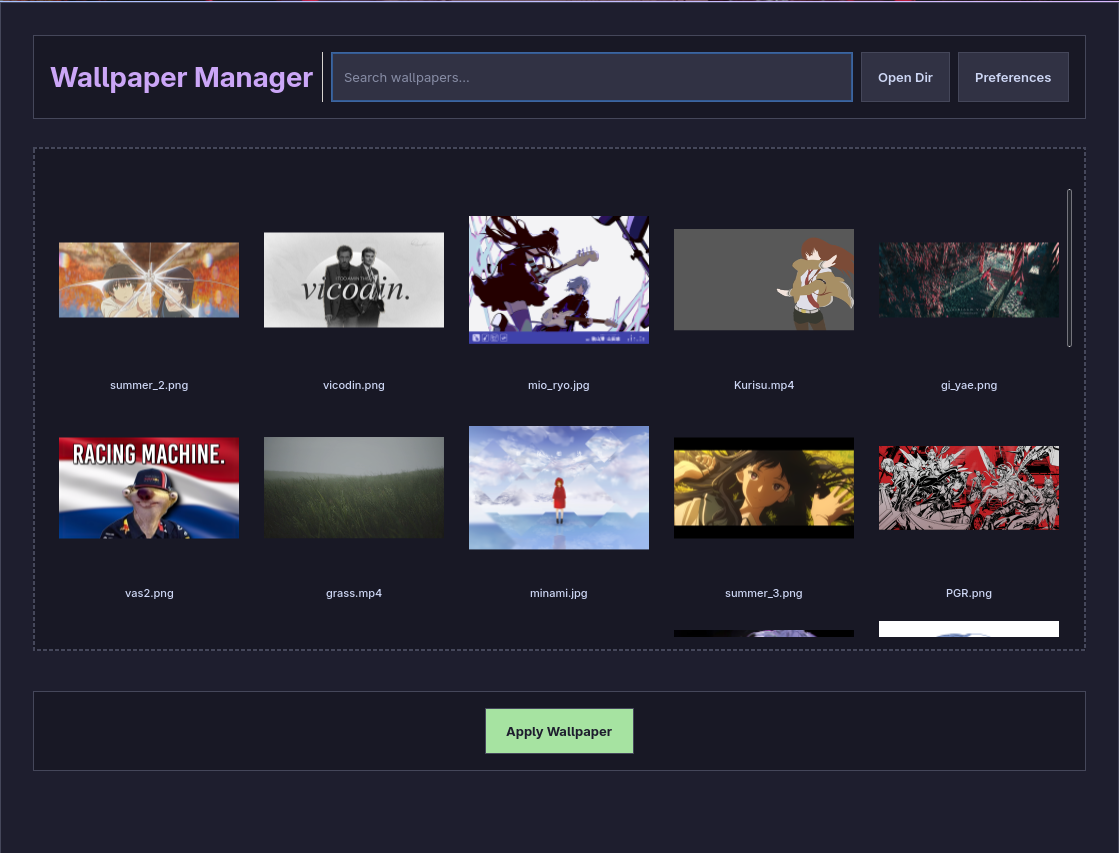 Wallpaper Manager
Search wallpapers...
Open Dir
Preferences
vicodin.
summer_2.png
vicodin.png
mio_ryo.jpg
Kurisu.mp4
gi_yae.png
RACING MACHINE.
vas2.png
grass.mp4
minami.jpg
summer_3.png
PGR.png
Apply Wallpaper